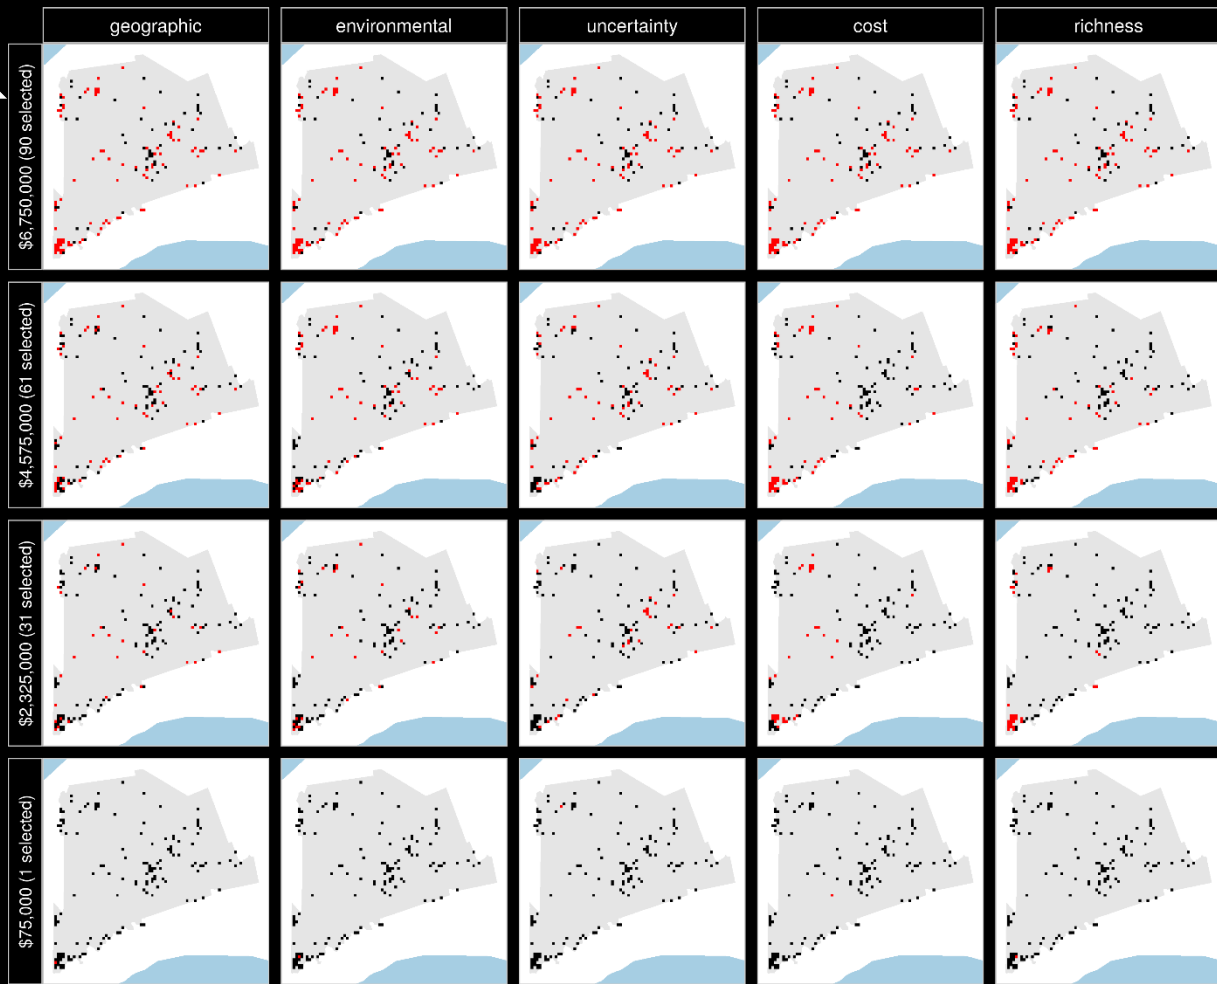 geographic
environmental
uncertainty
cost
richness
$6,750,000 (90 selected)
$4,575,000 (61 selected)
$2,325,000 (31 selected)
$75,000 (1 selected)